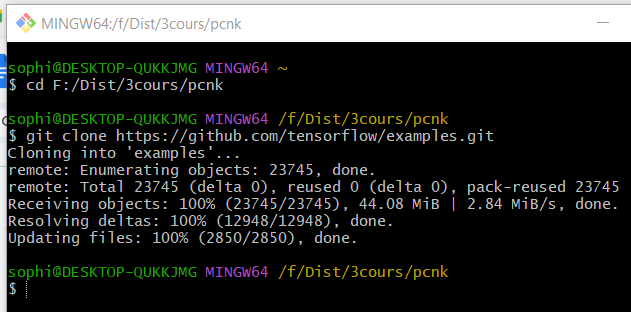 MINGW64:/f/Dist/3cours/pcnk
sophi@DESKTOP-QUKKJMG MINGW64 ~
$ cd F:/Dist/3cours/pcnk
sophi@DESKTOP-QUKKJMG MINGW64 /f/Dist/3cours/pcnk
$ git clone https://github.com/tensorflow/examples.git
Cloning into 'examples'...
remote: Enumerating objects: 23745, done.
remote: Total 23745 (delta 0), reused 0 (delta 0), pack-reused 23745
Receiving objects: 100% (23745/23745), 44.08 MiB | 2.84 MiB/s, done.
Resolving deltas: 100% (12948/12948), done.
Updating files: 100% (2850/2850), done.
sophi@DESKTOP-QUKKJMG MINGW64 /f/Dist/3cours/pcnk
$